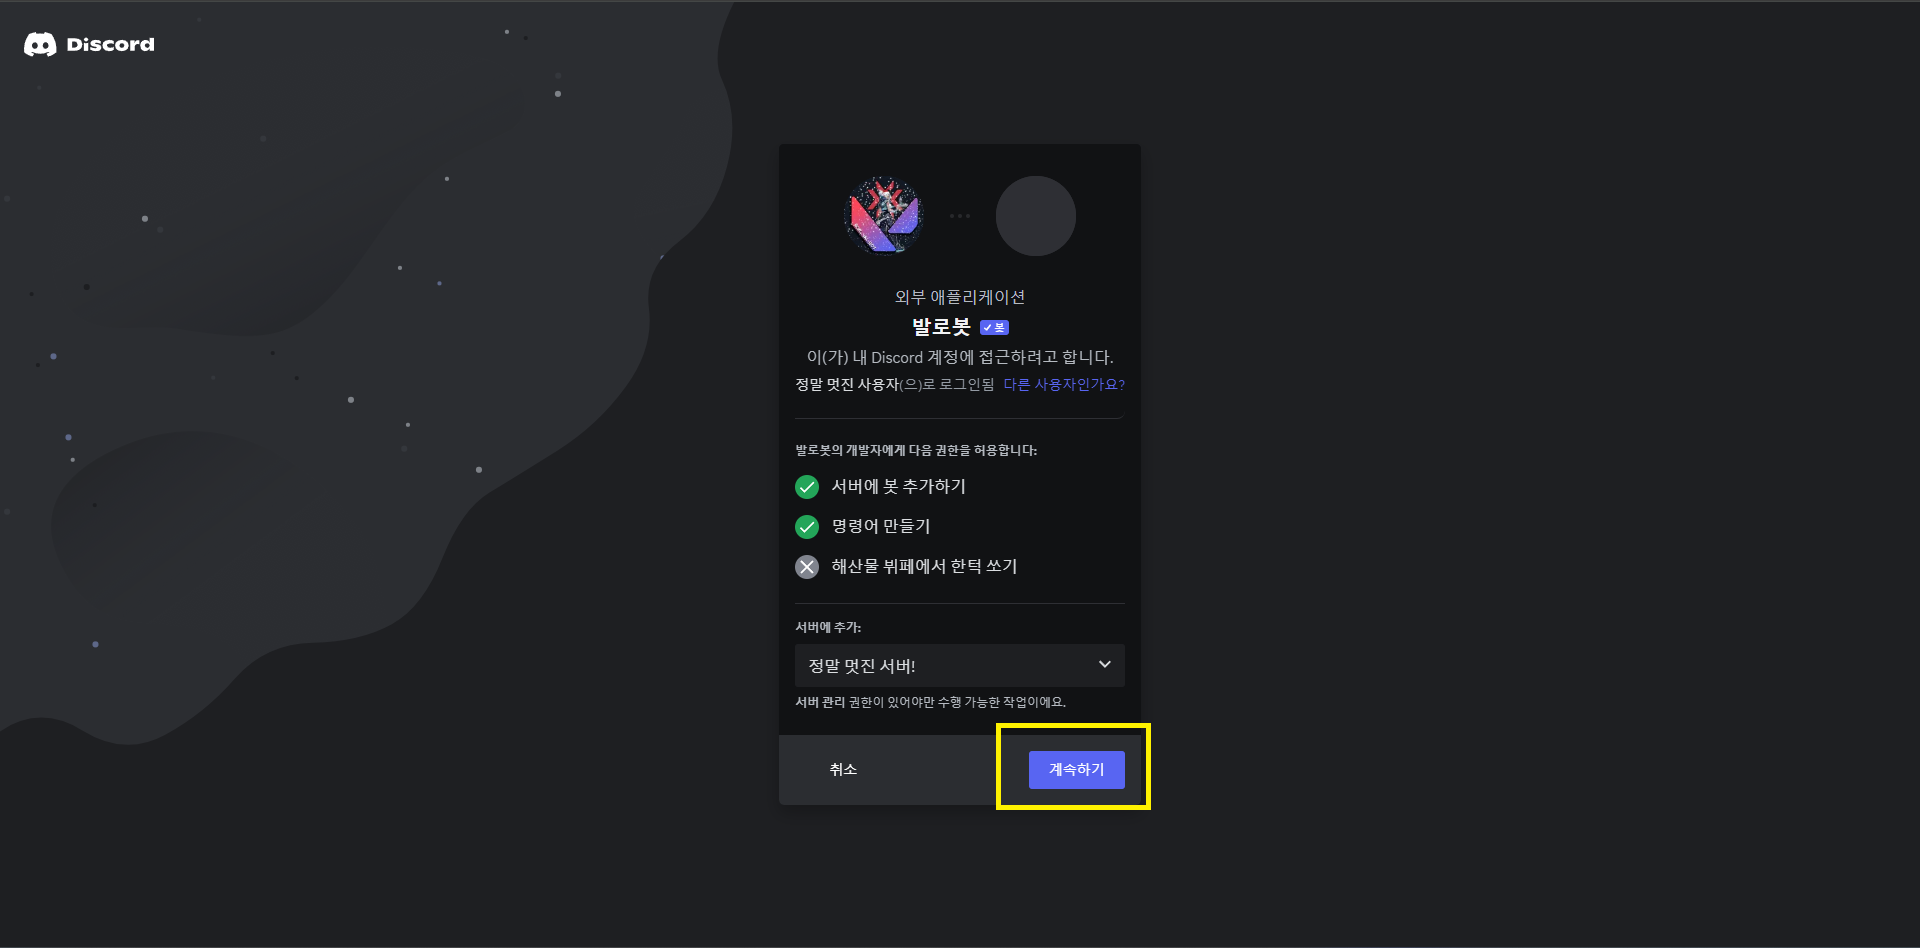 Discord
외부 애플리케이션
발로봇 봇
이(가) 내 Discord 계정에 접근하려고 합니다.
정말 멋진 사용자(으)로 로그인됨 다른 사용자인가요?
발로봇의 개발자에게 다음 권한을 허용합니다:
서버에 봇 추가하기
명령어 만들기
해산물 뷔페에서 한턱 쏘기
서버에 추가:
정말 멋진 서버!
서버 관리 권한이 있어야만 수행 가능한 작업이에요.
취소
계속하기